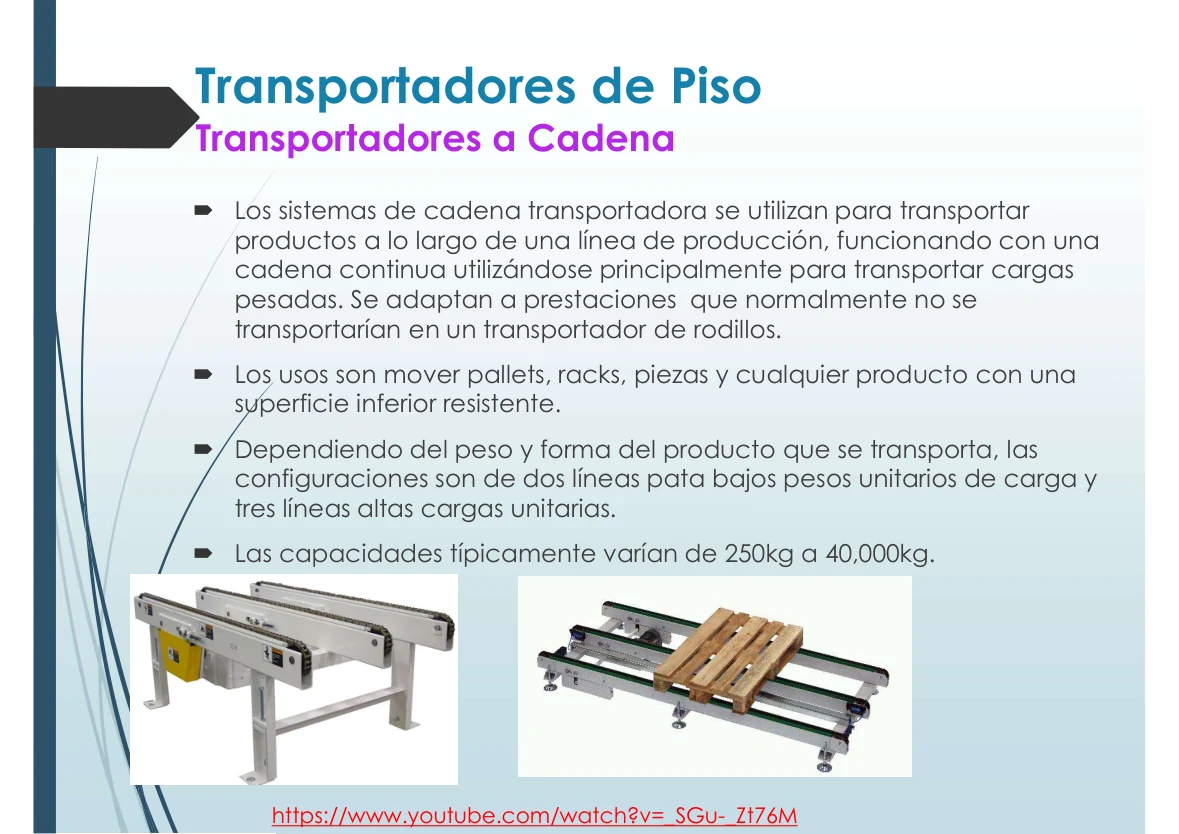 Transportadores de Piso
Transportadores a Cadena
Los sistemas de cadena transportadora se utilizan para transportar
productos a lo largo de una línea de producción, funcionando con una
cadena continua utilizándose principalmente para transportar cargas
pesadas. Se adaptan a prestaciones  que normalmente no se
transportarían en un transportador de rodillos.
Los usos son mover pallets, racks, piezas y cualquier producto con una
superficie inferior resistente.
Dependiendo del peso y forma del producto que se transporta, las
configuraciones son de dos líneas pata bajos pesos unitarios de carga y
tres líneas altas cargas unitarias.
Las capacidades típicamente varían de 250kg a 40,000kg.
https://www.youtube.com/watch?v=_SGu-_Zt76M